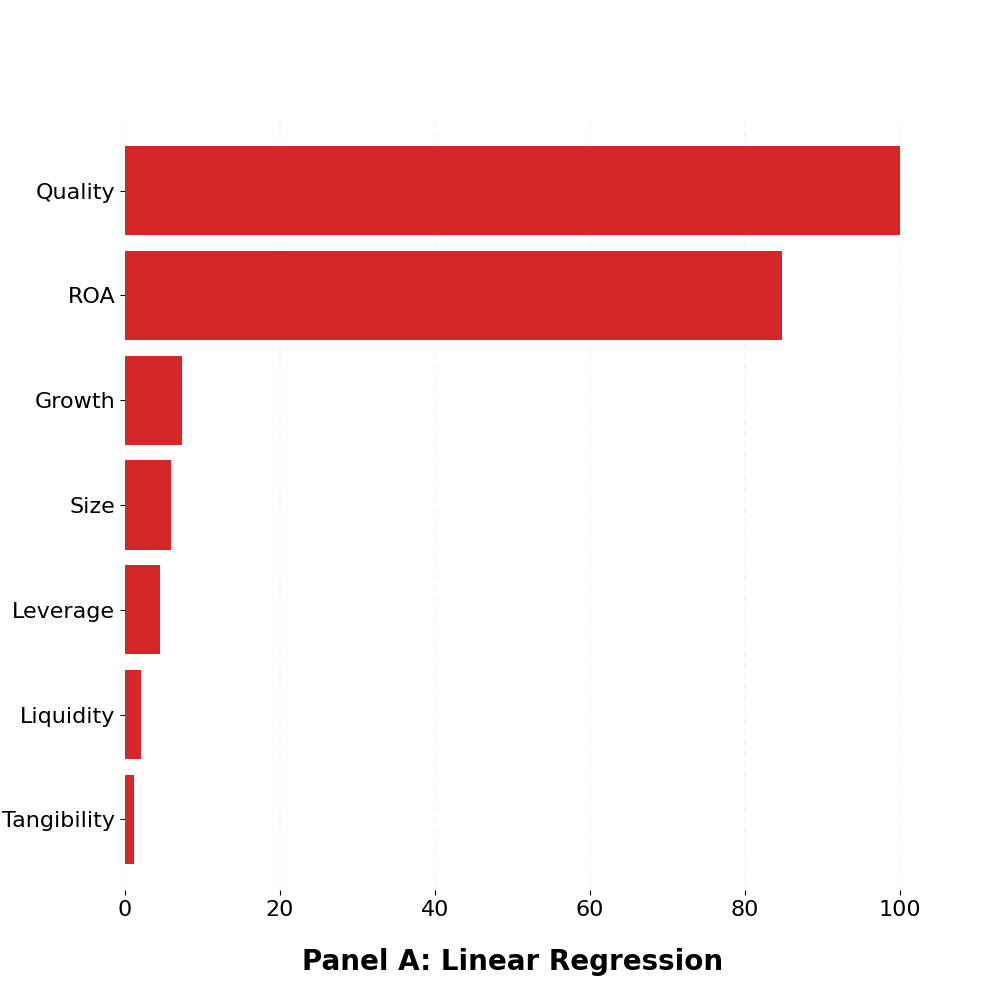 Quality
ROA
Growth
Size
Leverage
Liquidity
Tangibility
0 20 40 60 80 100
Panel A: Linear Regression